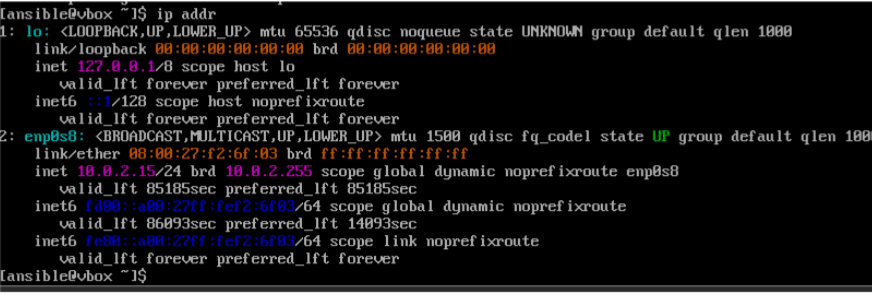 [ansible@vbox ~]$ ip addr
1: lo: <LOOPBACK,UP,LOWER_UP> mtu 65536 qdisc noqueue state UNKNOWN group default qlen 1000
link/loopback 00:00:00:00:00:00 brd 00:00:00:00:00:00
inet 127.0.0.1/8 scope host lo
valid_lft forever preferred_lft forever
inet6 ::1/128 scope host noprefixroute
valid_lft forever preferred_lft forever
2: enp0s8: <BROADCAST,MULTICAST,UP,LOWER_UP> mtu 1500 qdisc fq_codel state UP group default qlen 1000
link/ether 08:00:27:f2:6f:03 brd ff:ff:ff:ff:ff:ff
inet 10.0.2.15/24 brd 10.0.2.255 scope global dynamic noprefixroute enp0s8
valid_lft 85185sec preferred_lft 85185sec
inet6 fd00::a00:27ff:fef2:6f03/64 scope global dynamic noprefixroute
valid_lft 86093sec preferred_lft 14093sec
inet6 fe80::a00:27ff:fef2:6f03/64 scope link noprefixroute
valid_lft forever preferred_lft forever
[ansible@vbox ~]$